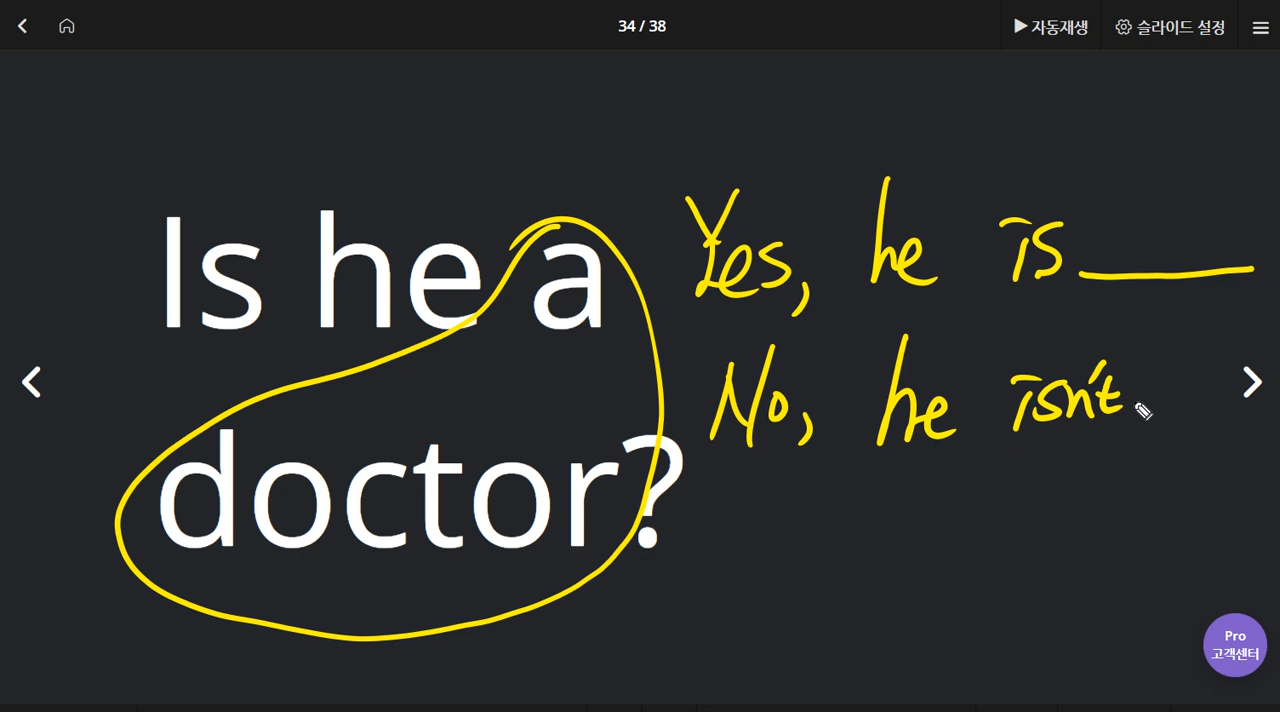 34 / 38
자동재생
슬라이드 설정
Is he a
doctor?
Yes, he is______
No, he isn't
Pro
고객센터